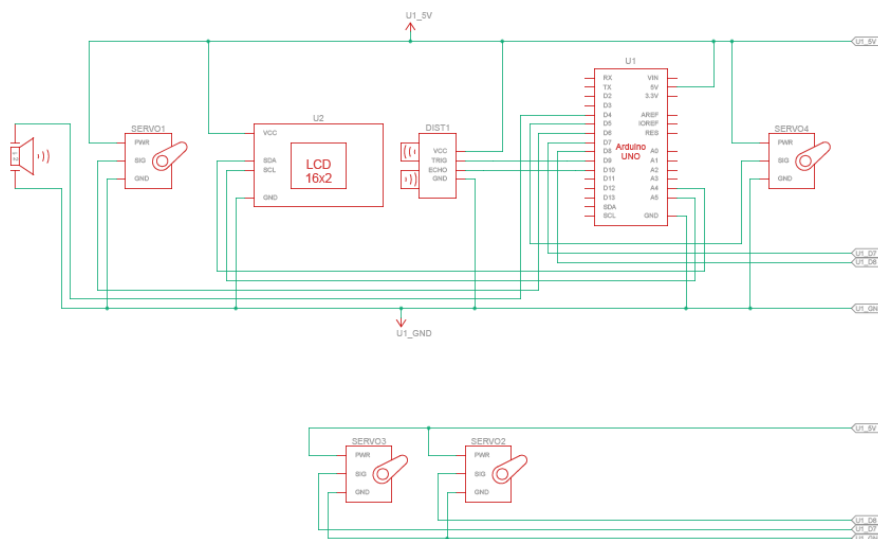 U1_5V
U1_5V
U1
RX
TX
D2
D3
D4
D5
D6
D7
D8
D9
D10
D11
D12
D13
SDA
SCL
VIN
5V
3.3V
AREF
IOREF
RES
A0
A1
A2
A3
A4
A5
GND
Arduino
UNO
SERVO1
PWR
SIG
GND
U2
VCC
SDA
SCL
GND
LCD
16x2
DIST1
VCC
TRIG
ECHO
GND
SERVO4
PWR
SIG
GND
U1_D7
U1_D8
U1_GN
U1_GND
U1_5V
SERVO3
PWR
SIG
GND
SERVO2
PWR
SIG
GND
U1_D8
U1_D7
U1_GN